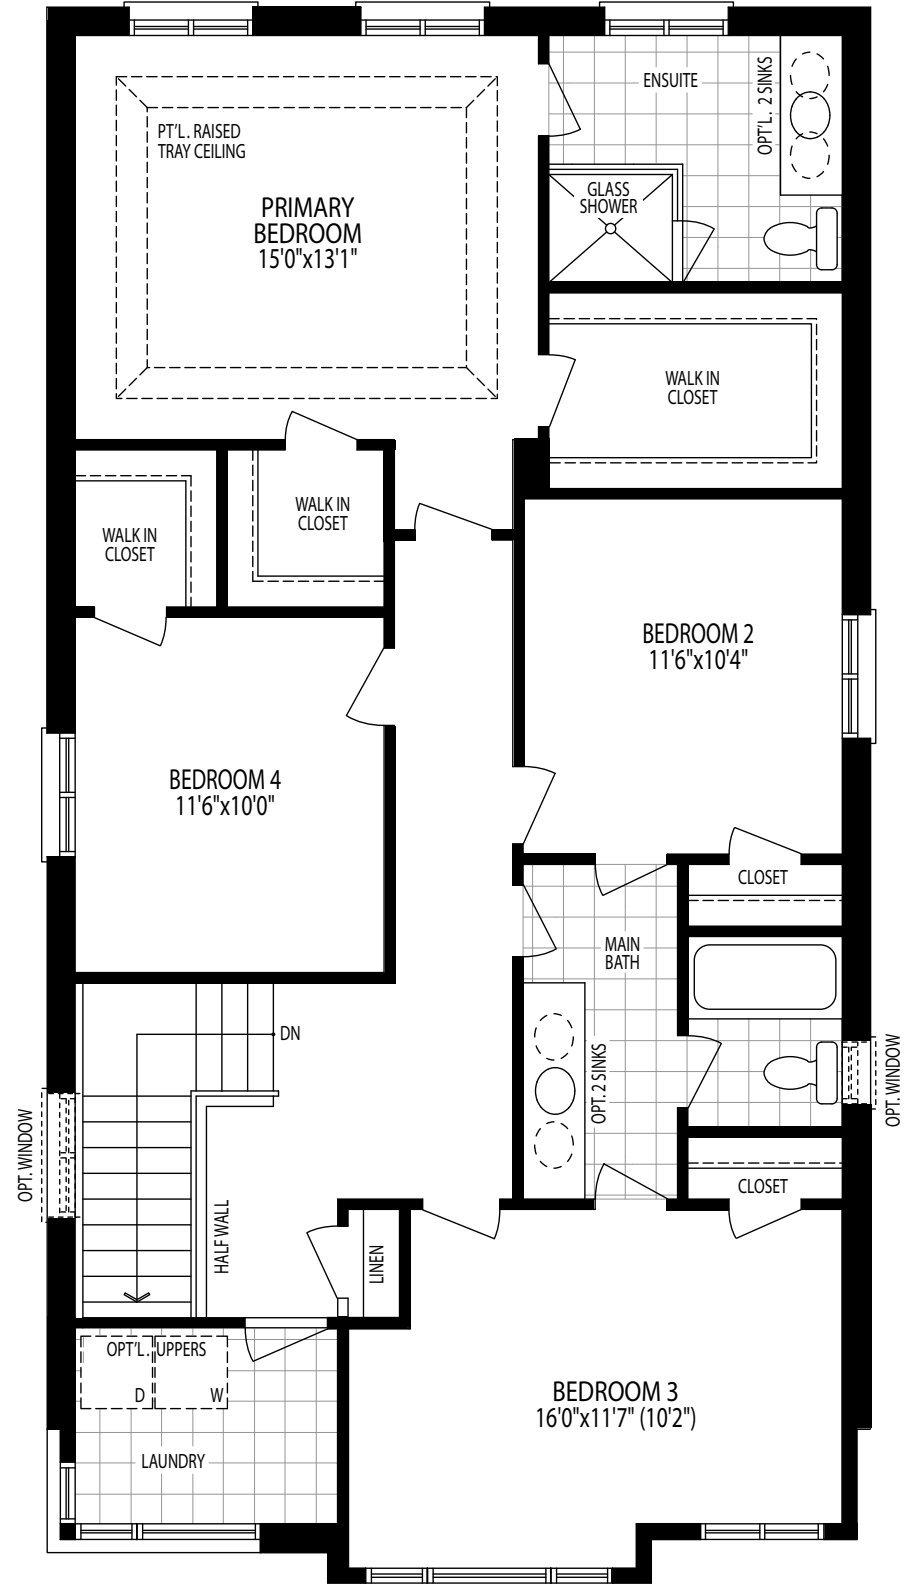 ENSUITE
OPT'L. 2 SINKS
PT'L. RAISED
TRAY CEILING
PRIMARY
BEDROOM
15'0"x13'1"
GLASS
SHOWER
WALK IN
CLOSET
WALK IN
CLOSET
WALK IN
CLOSET
BEDROOM 2
11'6"x10'4"
BEDROOM 4
11'6"x10'0"
CLOSET
MAIN
BATH
DN
OPT. 2 SINKS
OPT. WINDOW
OPT. WINDOW
CLOSET
HALF WALL
LINEN
OPT'L. UPPERS
D W
BEDROOM 3
16'0"x11'7" (10'2")
LAUNDRY